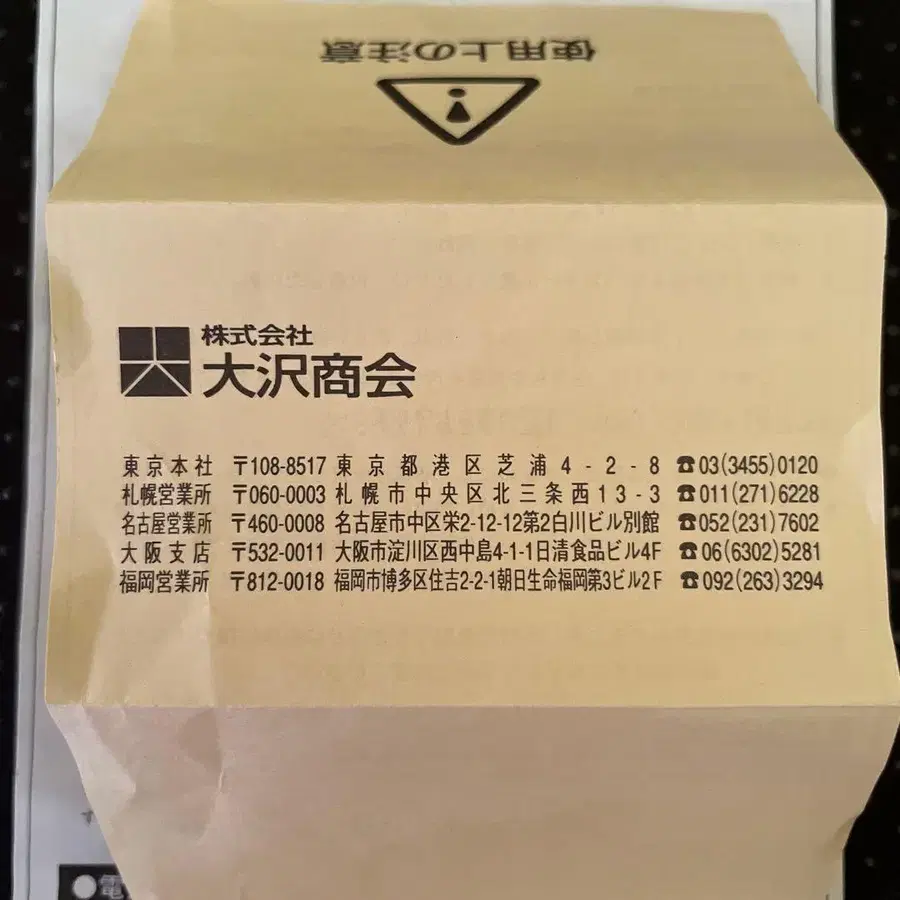 使用上の注意
株式会社
大沢商会
東京本社 〒108-8517 東京都港区芝浦4-2-8 ☎03(3455)0120
札幌営業所 〒060-0003 札幌市中央区北三条西13-3 ☎011(271)6228
名古屋営業所 〒460-0008 名古屋市中区栄2-12-12第2白川ビル別館 ☎052(231)7602
大阪支店 〒532-0011 大阪市淀川区西中島4-1-1日清食品ビル4F ☎06(6302)5281
福岡営業所 〒812-0018 福岡市博多区住吉2-2-1朝日生命福岡第3ビル2F ☎092(263)3294
●電